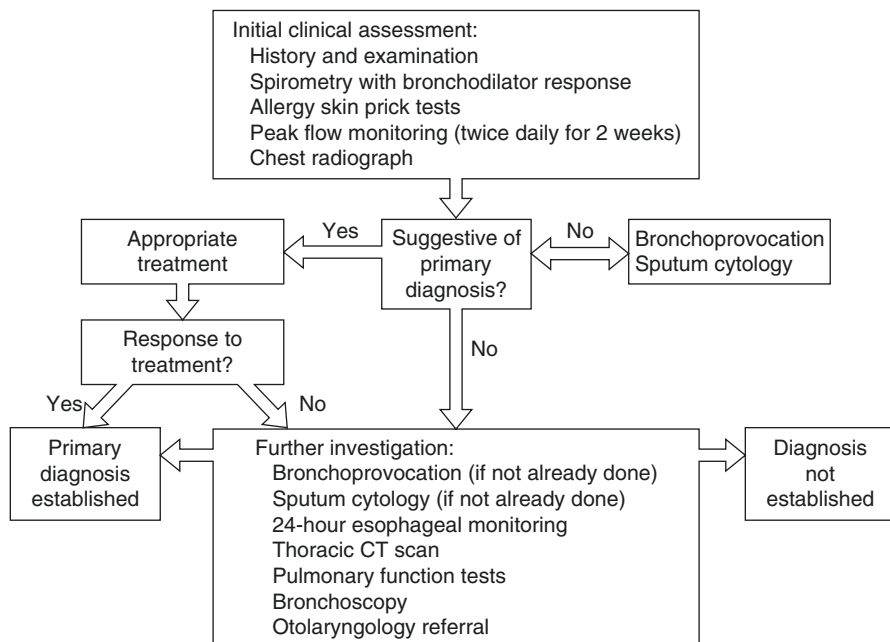 Initial clinical assessment:
History and examination
Spirometry with bronchodilator response
Allergy skin prick tests
Peak flow monitoring (twice daily for 2 weeks)
Chest radiograph
Appropriate
treatment
Yes
Suggestive of
primary
diagnosis?
No
Bronchoprovocation
Sputum cytology
Response to
treatment?
No
Yes
No
Primary
diagnosis
established
Further investigation:
Bronchoprovocation (if not already done)
Sputum cytology (if not already done)
24-hour esophageal monitoring
Thoracic CT scan
Pulmonary function tests
Bronchoscopy
Otolaryngology referral
Diagnosis
not
established